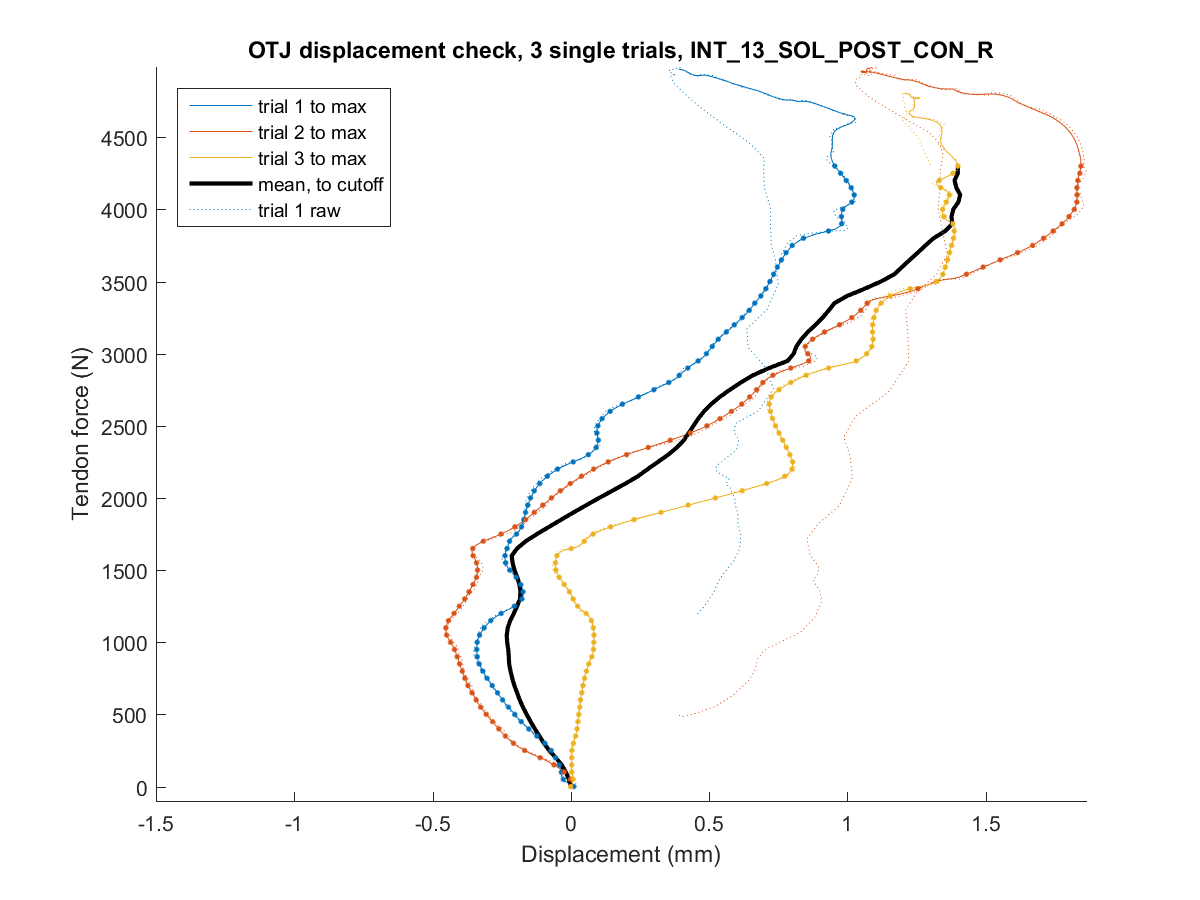 OTJ displacement check, 3 single trials, INT_13_SOL_POST_CON_R
trial 1 to max
trial 2 to max
trial 3 to max
mean, to cutoff
trial 1 raw
Tendon force (N)
4500
4000
3500
3000
2500
2000
1500
1000
500
0
-1.5
-1
-0.5
0
0.5
1
1.5
Displacement (mm)